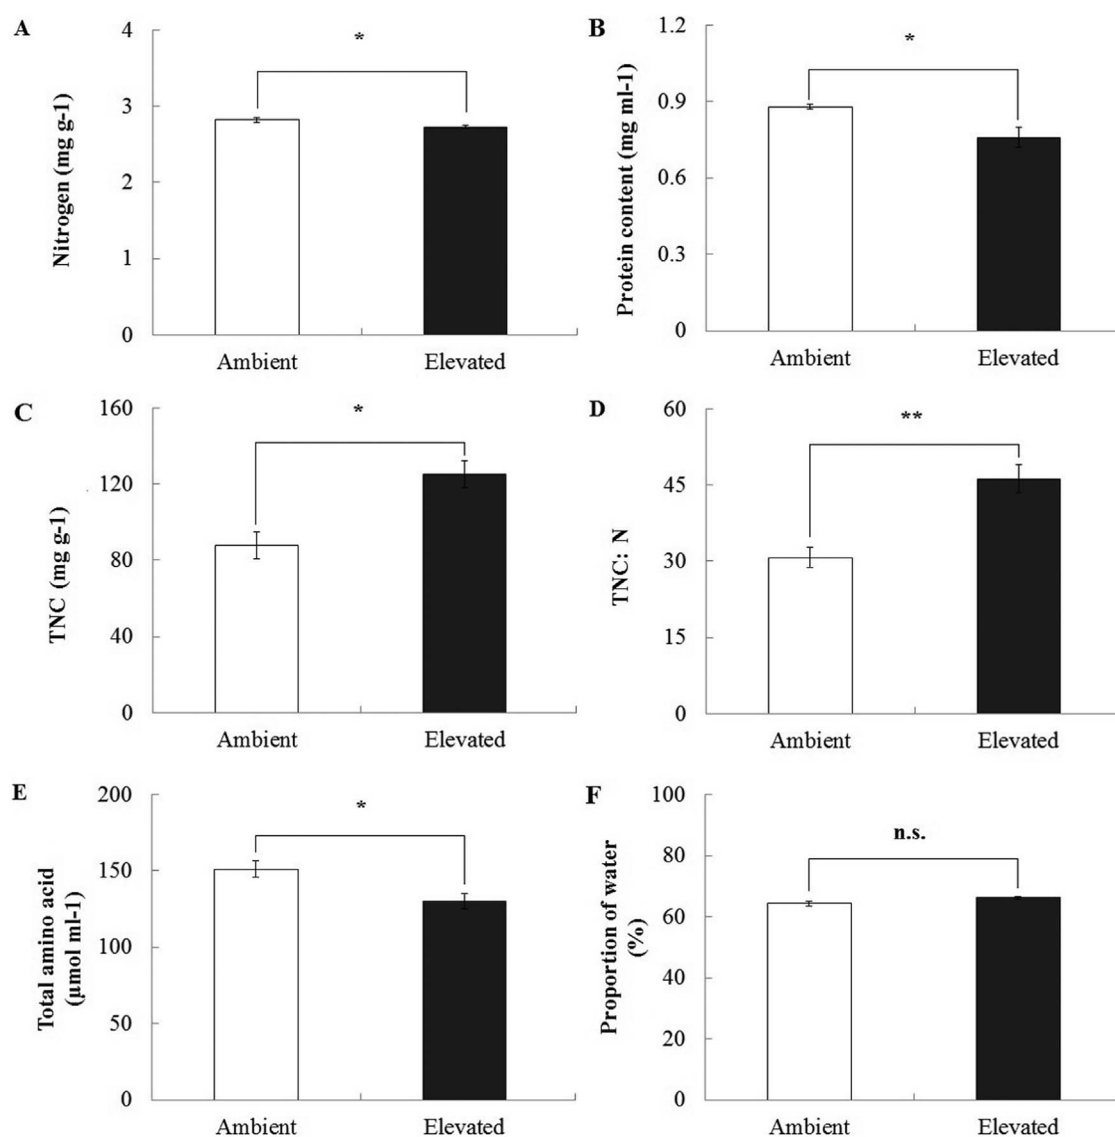 A
Nitrogen (mg g-1)
4
3
2
1
0
*
Ambient
Elevated
B
Protein content (mg ml-1)
1.2
0.9
0.6
0.3
0
*
Ambient
Elevated
C
TNC (mg g-1)
160
120
80
40
0
*
Ambient
Elevated
D
TNC: N
60
45
30
15
0
**
Ambient
Elevated
E
Total amino acid
(μmol ml-1)
200
150
100
50
0
*
Ambient
Elevated
F
Proportion of water
(%)
100
80
60
40
20
0
n.s.
Ambient
Elevated